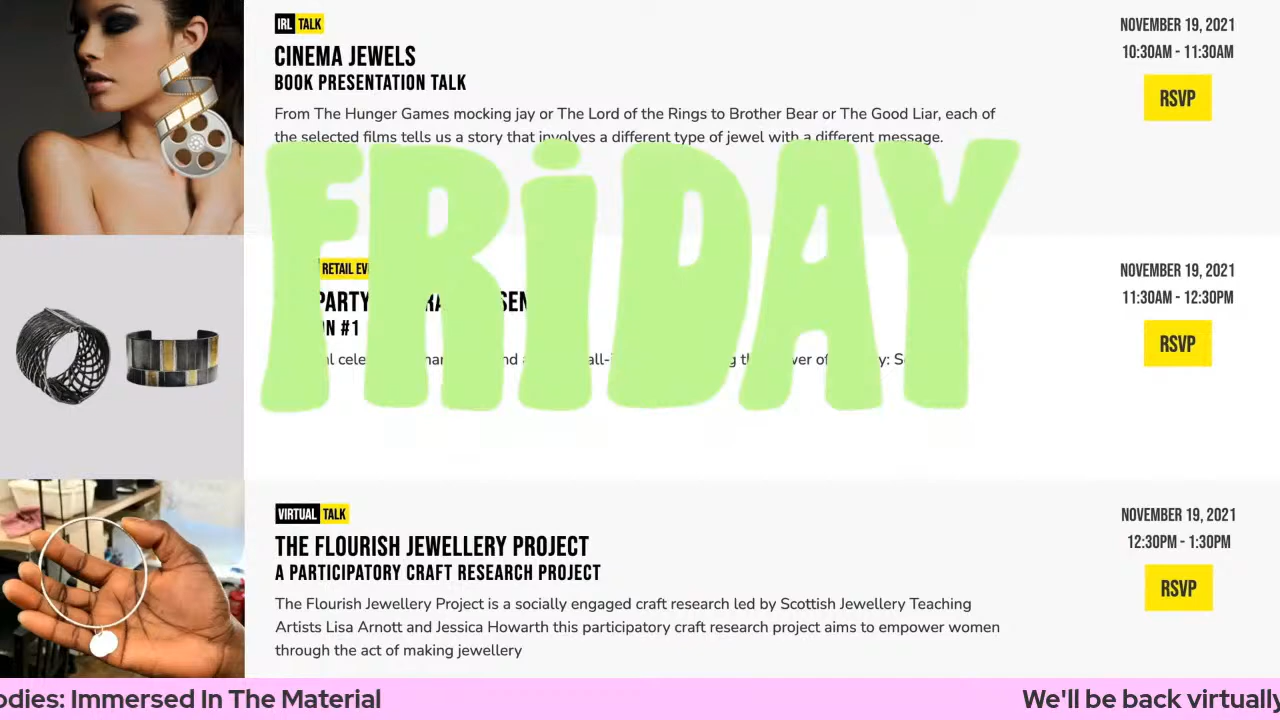 IRL TALK
CINEMA JEWELS
BOOK PRESENTATION TALK
From The Hunger Games mocking jay or The Lord of the Rings to Brother Bear or The Good Liar, each of
the selected films tells us a story that involves a different type of jewel with a different message.
NOVEMBER 19, 2021
10:30AM - 11:30AM
RSVP
FRiDAY
RETAIL
PARTY
#1
NOVEMBER 19, 2021
11:30AM - 12:30PM
RSVP
VIRTUAL TALK
THE FLOURISH JEWELLERY PROJECT
A PARTICIPATORY CRAFT RESEARCH PROJECT
The Flourish Jewellery Project is a socially engaged craft research led by Scottish Jewellery Teaching
Artists Lisa Arnott and Jessica Howarth this participatory craft research project aims to empower women
through the act of making jewellery
NOVEMBER 19, 2021
12:30PM - 1:30PM
RSVP
odies: Immersed In The Material We'll be back virtually